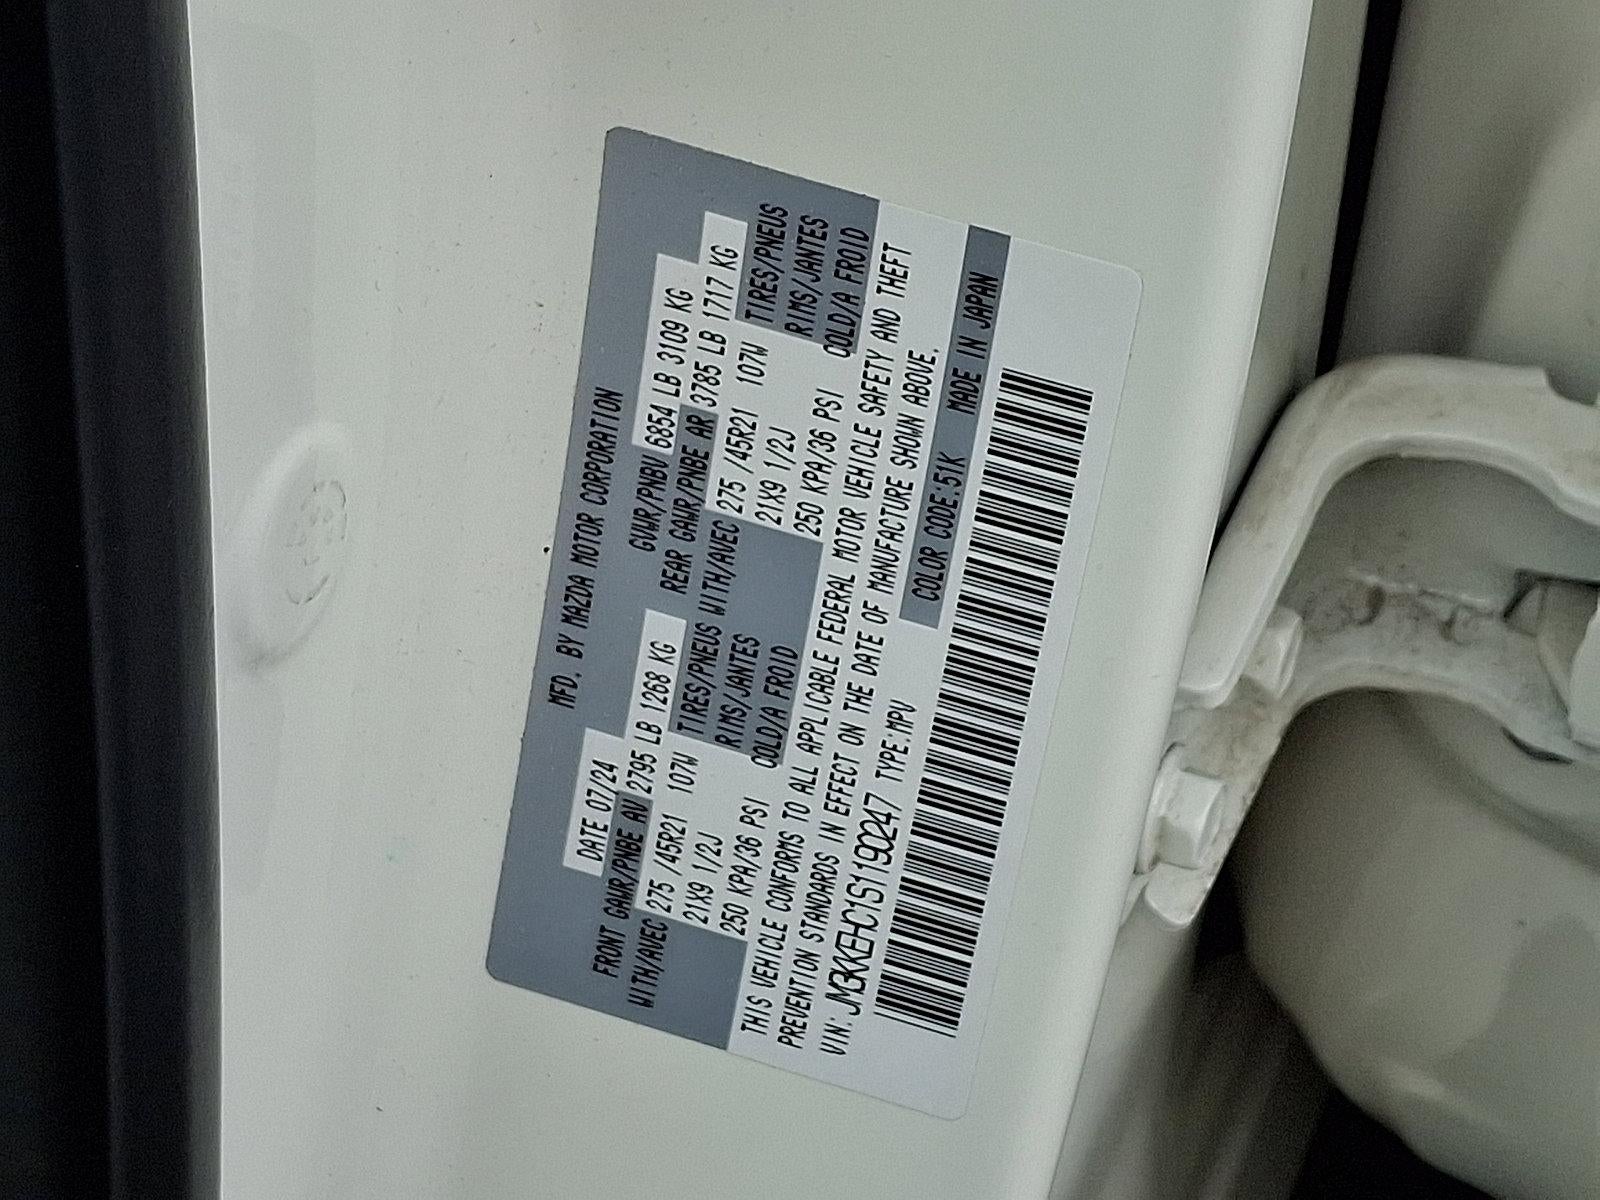 MFD. BY MAZDA MOTOR CORPORATION
DATE 07/24 GVWR/PNBV 6854 LB 3109 KG
FRONT GAWR/PNBE AV 2795 LB 1268 KG REAR GAWR/PNBE AR 3785 LB 1717 KG
WITH/AVEC 275 /45R21 107W TIRES/PNEUS WITH/AVEC 275 /45R21 107W TIRES/PNEUS
21X9 1/2J RIMS/JANTES 21X9 1/2J RIMS/JANTES
250 KPA/36 PSI COLD/A FROID 250 KPA/36 PSI COLD/A FROID
THIS VEHICLE CONFORMS TO ALL APPLICABLE FEDERAL MOTOR VEHICLE SAFETY AND THEFT
PREVENTION STANDARDS IN EFFECT ON THE DATE OF MANUFACTURE SHOWN ABOVE.
VIN: JM3KKEHC1S1190247 TYPE:MPV COLOR CODE:51K MADE IN JAPAN